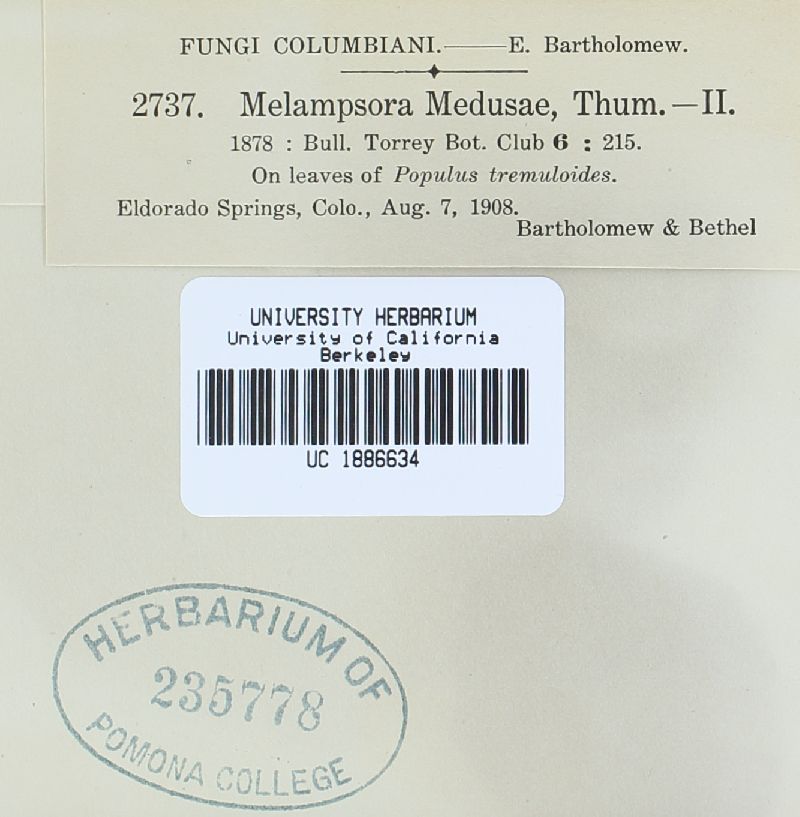 FUNGI COLUMBIANI.——E. Bartholomew.
2737. Melampsora Medusae, Thum.—II.
1878 : Bull. Torrey Bot. Club 6 : 215.
On leaves of Populus tremuloides.
Eldorado Springs, Colo., Aug. 7, 1908.
Bartholomew & Bethel
UNIVERSITY HERBARIUM
University of California
Berkeley
UC 1886634
HERBARIUM OF
235778
POMONA COLLEGE